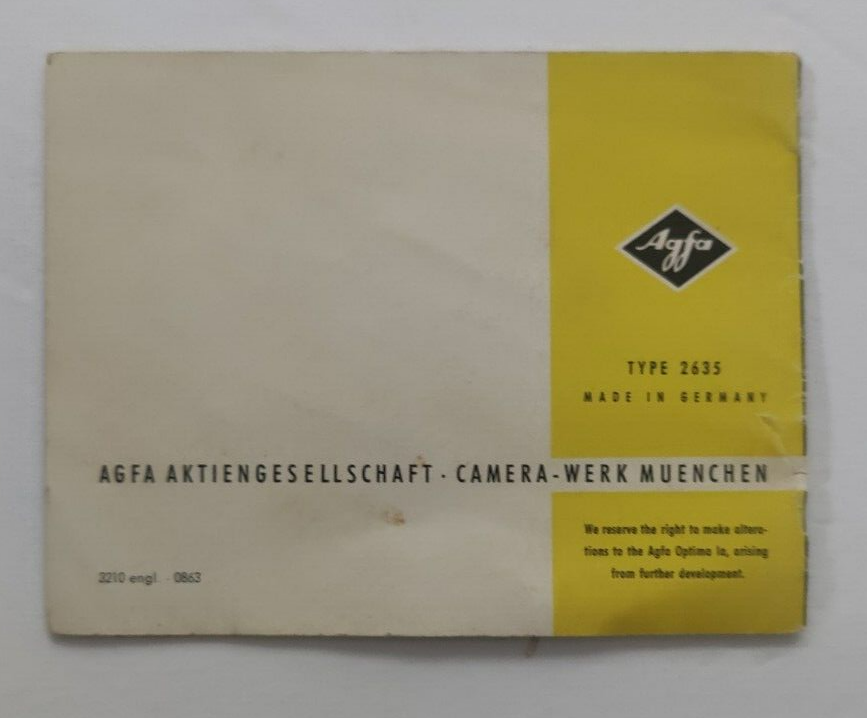 Agfa
TYPE 2635
MADE IN GERMANY
AGFA AKTIENGESELLSCHAFT · CAMERA-WERK MUENCHEN
We reserve the right to make altera-
tions to the Agfa Optima Ia, arising
from further development.
3210 engl. · 0863